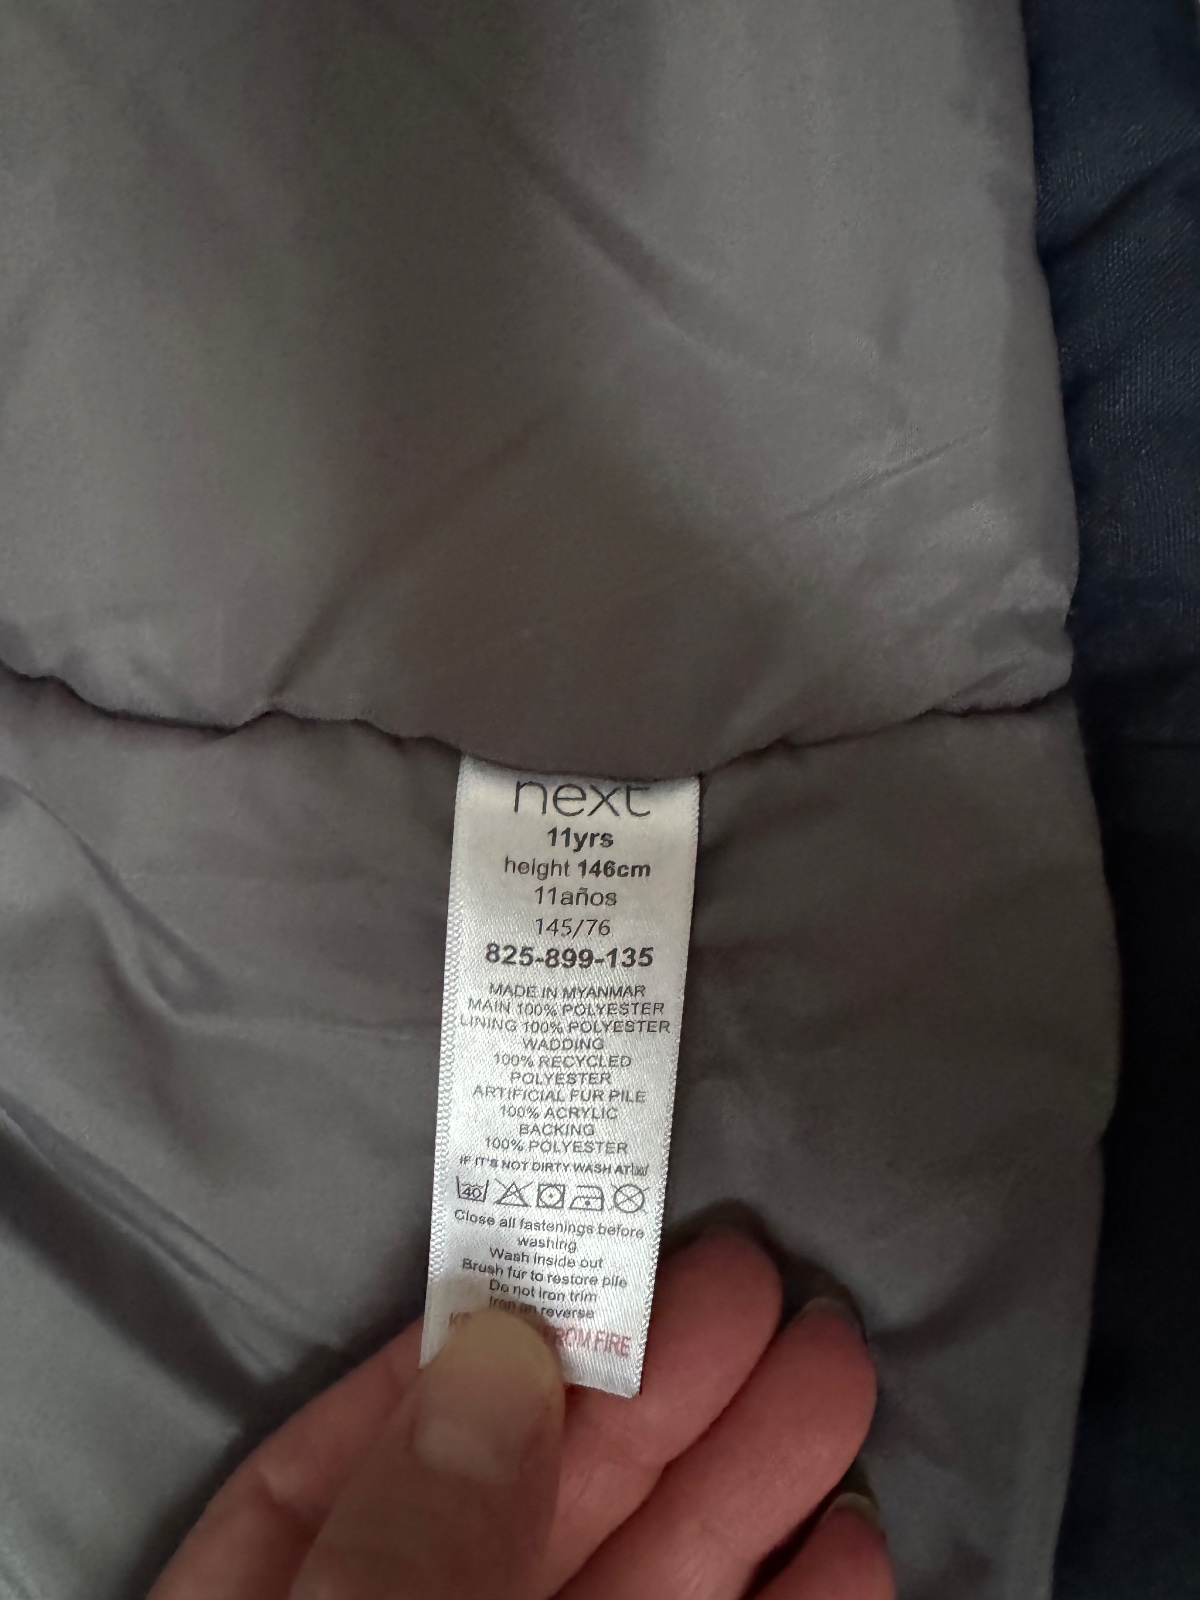 next
11yrs
height 146cm
11años
145/76
825-899-135
MADE IN MYANMAR
MAIN 100% POLYESTER
LINING 100% POLYESTER
WADDING
100% RECYCLED
POLYESTER
ARTIFICIAL FUR PILE
100% ACRYLIC
BACKING
100% POLYESTER
IF IT'S NOT DIRTY WASH AT
40
Close all fastenings before
washing
Wash inside out
Brush fur to restore pile
Do not iron trim
Iron on reverse
FROM FIRE